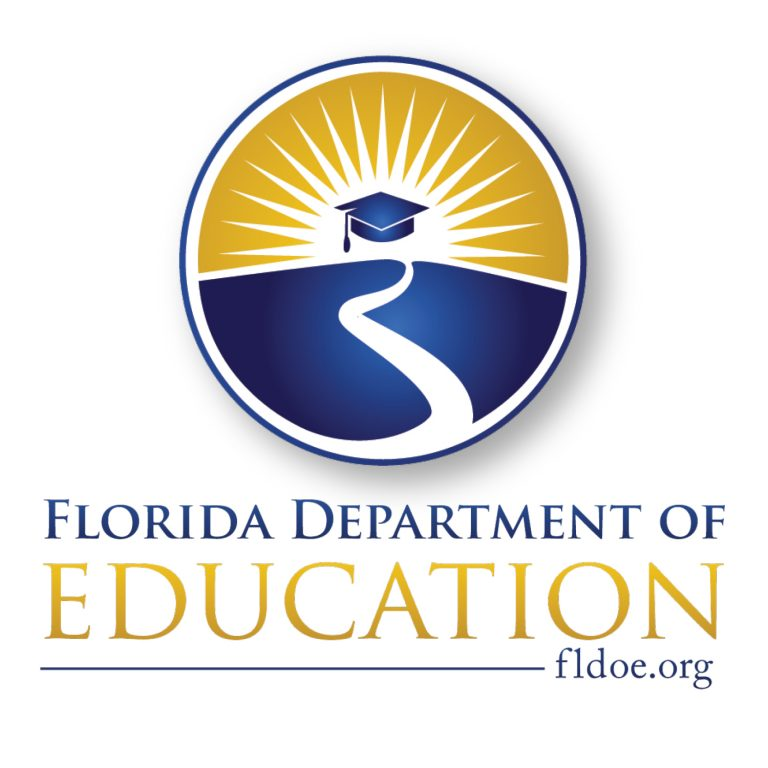 Florida Department of
EDUCATION
fldoe.org